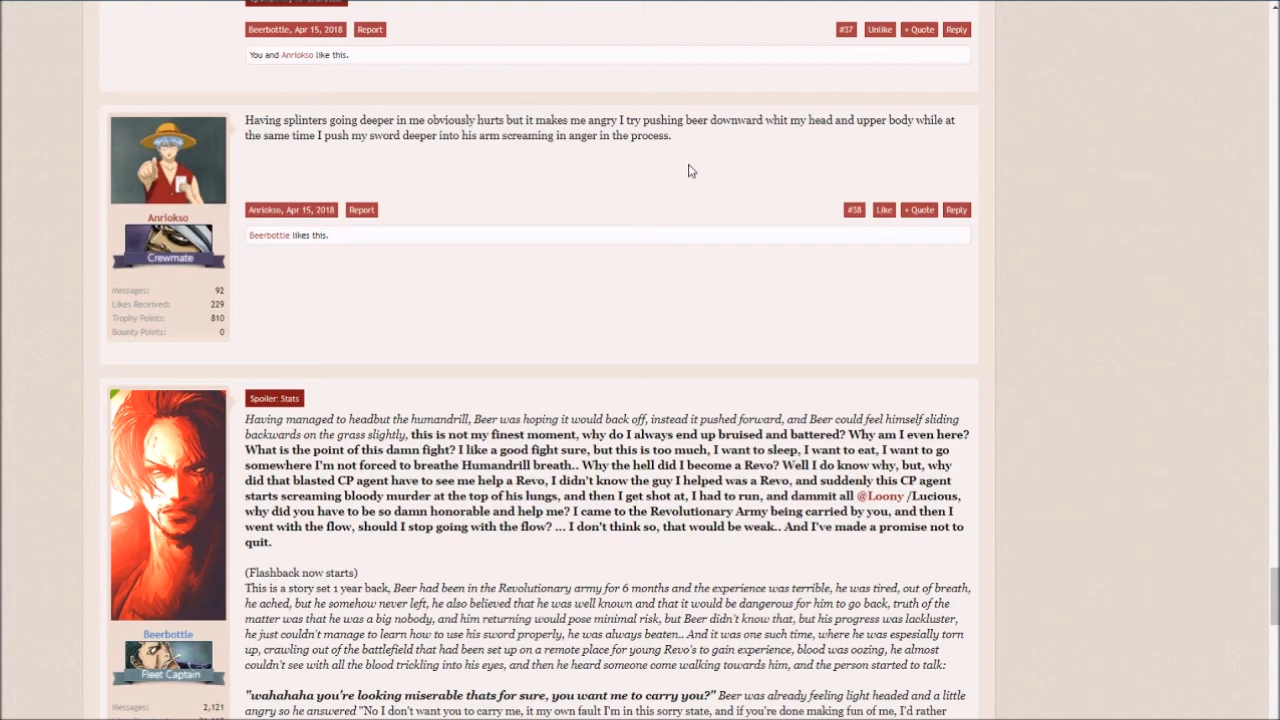 Beerbottle, Apr 15, 2018 Report #37 Unlike + Quote Reply
You and Anriokso like this.
Having splinters going deeper in me obviously hurts but it makes me angry I try pushing beer downward whit my head and upper body while at
the same time I push my sword deeper into his arm screaming in anger in the process.
Anriokso, Apr 15, 2018 Report #38 Like + Quote Reply
Beerbottle likes this.
Anriokso
Crewmate
Messages: 92
Likes Received: 229
Trophy Points: 810
Bounty Points: 0
Spoiler: Stats
Having managed to headbut the humandrill, Beer was hoping it would back off, instead it pushed forward, and Beer could feel himself sliding
backwards on the grass slightly, this is not my finest moment, why do I always end up bruised and battered? Why am I even here?
What is the point of this damn fight? I like a good fight sure, but this is too much, I want to sleep, I want to eat, I want to go
somewhere I'm not forced to breathe Humandrill breath.. Why the hell did I become a Revo? Well I do know why, but, why
did that blasted CP agent have to see me help a Revo, I didn't know the guy I helped was a Revo, and suddenly this CP agent
starts screaming bloody murder at the top of his lungs, and then I get shot at, I had to run, and dammit all @Loony /Lucious,
why did you have to be so damn honorable and help me? I came to the Revolutionary Army being carried by you, and then I
went with the flow, should I stop going with the flow? ... I don't think so, that would be weak.. And I've made a promise not to
quit.
(Flashback now starts)
This is a story set 1 year back, Beer had been in the Revolutionary army for 6 months and the experience was terrible, he was tired, out of breath,
he ached, but he somehow never left, he also believed that he was well known and that it would be dangerous for him to go back, truth of the
matter was that he was a big nobody, and him returning would pose minimal risk, but Beer didn't know that, but his progress was lackluster,
he just couldn't manage to learn how to use his sword properly, he was always beaten.. And it was one such time, where he was espesially torn
up, crawling out of the battlefield that had been set up on a remote place for young Revo's to gain experience, blood was oozing, he almost
couldn't see with all the blood trickling into his eyes, and then he heard someone come walking towards him, and the person started to talk:
"wahahaha you're looking miserable thats for sure, you want me to carry you?" Beer was already feeling light headed and a little
angry so he answered "No I don't want you to carry me, it my own fault I'm in this sorry state, and if you're done making fun of me, I'd rather
Beerbottle
Fleet Captain
Messages: 2,121